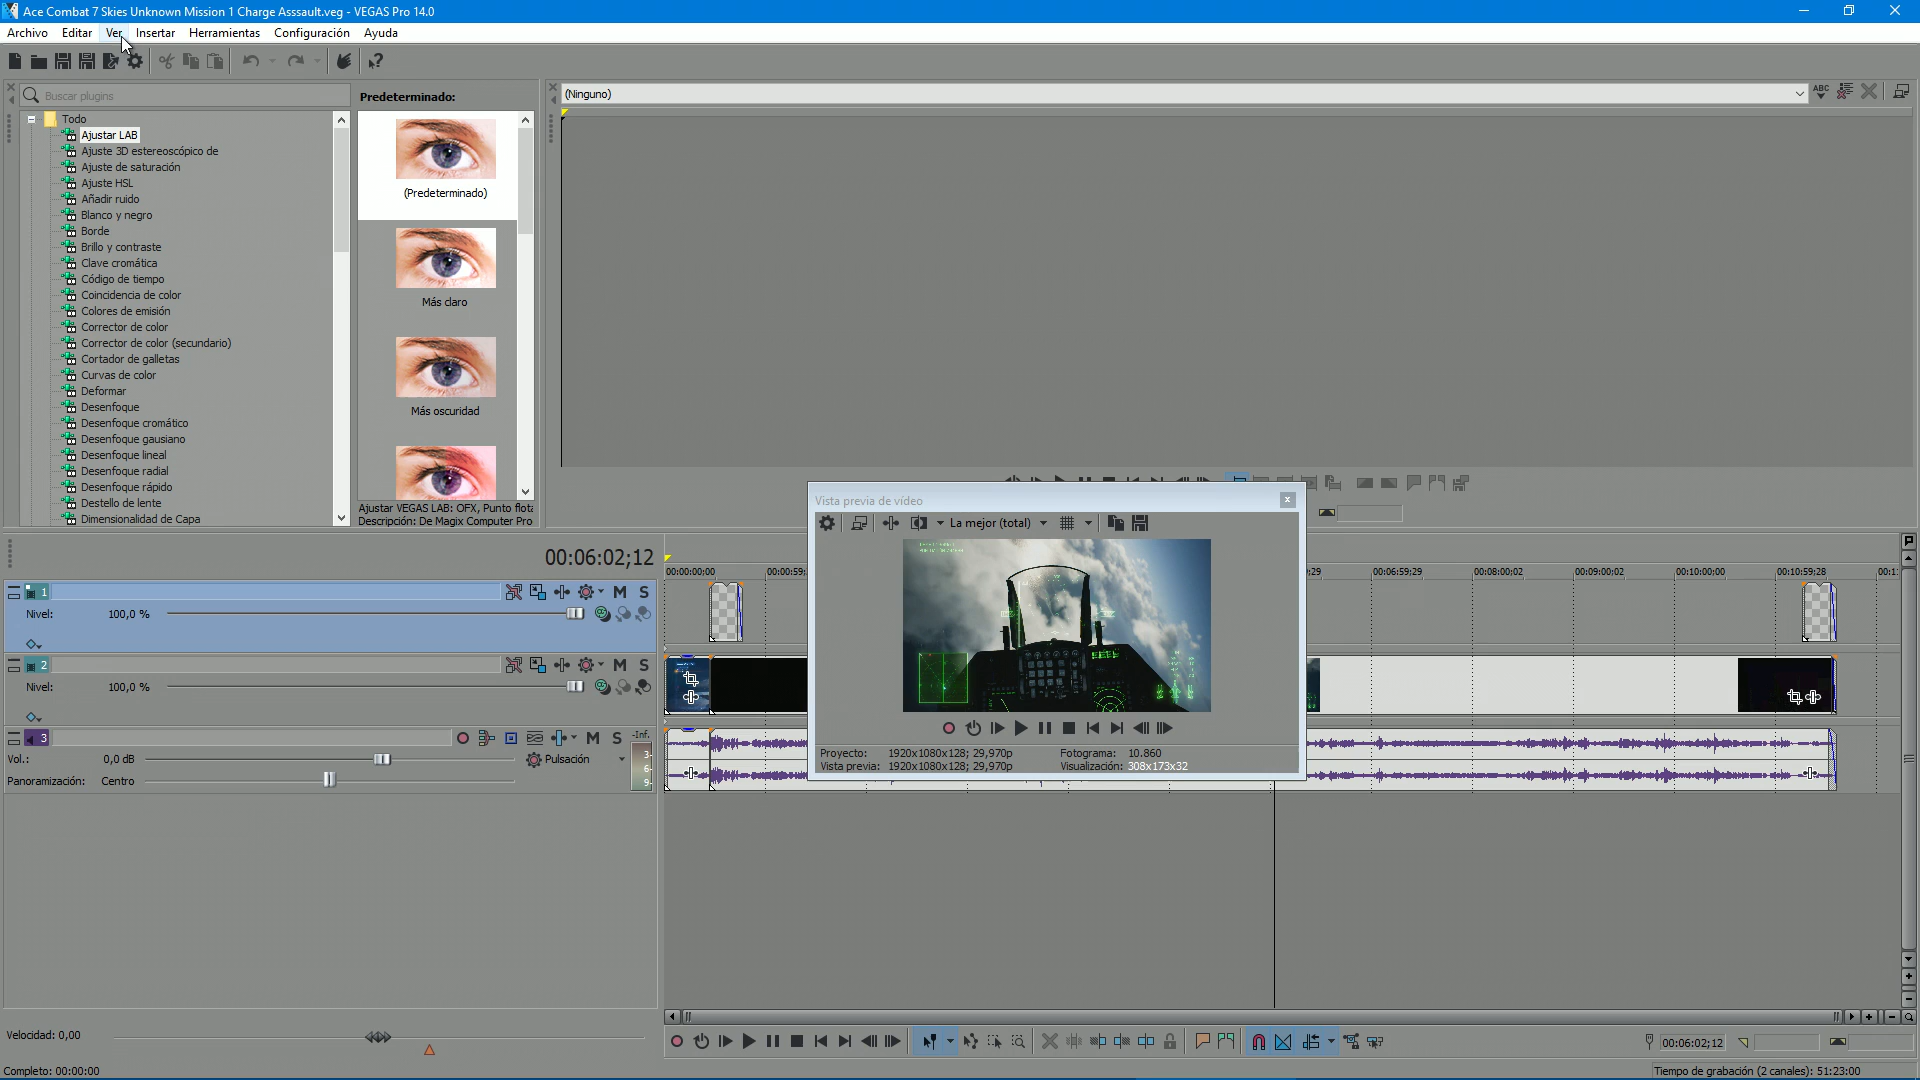 Ace Combat 7 Skies Unknown Mission 1 Charge Asssault.veg - VEGAS Pro 14.0
Archivo Editar Ver Insertar Herramientas Configuración Ayuda
Buscar plugins
Predeterminado:
(Ninguno)
Todo
Ajustar LAB
Ajuste 3D estereoscópico de
Ajuste de saturación
Ajuste HSL
Añadir ruido
Blanco y negro
Borde
Brillo y contraste
Clave cromática
Código de tiempo
Coincidencia de color
Colores de emisión
Corrector de color
Corrector de color (secundario)
Cortador de galletas
Curvas de color
Deformar
Desenfoque
Desenfoque cromático
Desenfoque gausiano
Desenfoque lineal
Desenfoque radial
Desenfoque rápido
Destello de lente
Dimensionalidad de Capa
(Predeterminado)
Más claro
Más oscuridad
Ajustar VEGAS LAB: OFX, Punto flota
Descripción: De Magix Computer Pro
Vista previa de vídeo
La mejor (total)
Proyecto: 1920x1080x128; 29,970p Fotograma: 10.860
Vista previa: 1920x1080x128; 29,970p Visualización: 308x173x32
00:06:02;12
00:00:00;00 00:00:59; ;29 00:06:59;29 00:08:00;02 00:09:00;02 00:10:00;00 00:10:59;28 00:1
1 M S
Nivel: 100,0 %
2 M S
Nivel: 100,0 %
3 M S -Inf.
Vol.: 0,0 dB Pulsación
Panoramización: Centro
3-
6-
9-
Velocidad: 0,00
00:06:02;12
Completo: 00:00:00
Tiempo de grabación (2 canales): 51:23:00